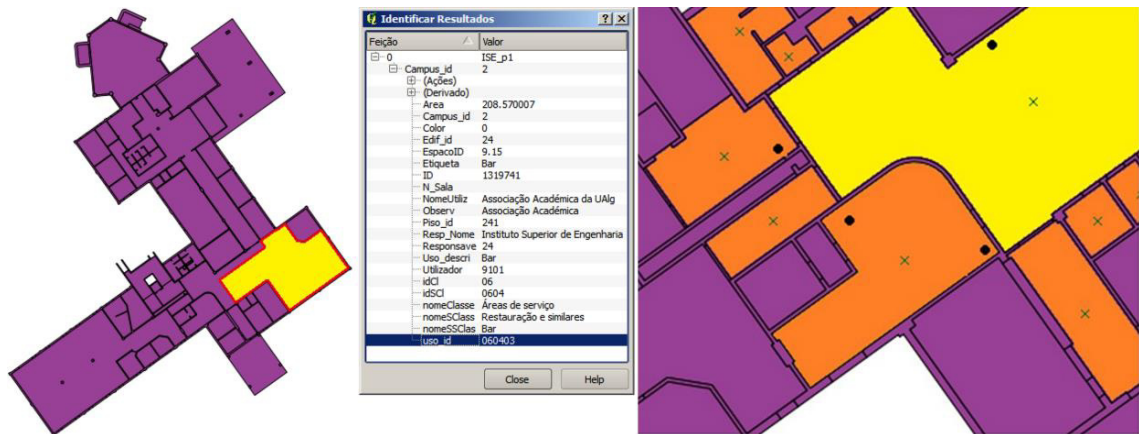 Identificar Resultados
Feição Valor
0 ISE_p1
Campus_id 2
(Ações)
(Derivado)
Area 208.570007
Campus_id 2
Color 0
Edif_id 24
EspacoID 9.15
Etiqueta Bar
ID 1319741
N_Sala
NomeUtiliz Associação Académica da UAlg
Observ Associação Académica
Piso_id 241
Resp_Nome Instituto Superior de Engenharia
Responsave 24
Uso_descri Bar
Utilizador 9101
idCl 06
idSCl 0604
nomeClasse Áreas de serviço
nomeSClass Restauração e similares
nomeSSClas Bar
uso_id 060403
Close Help